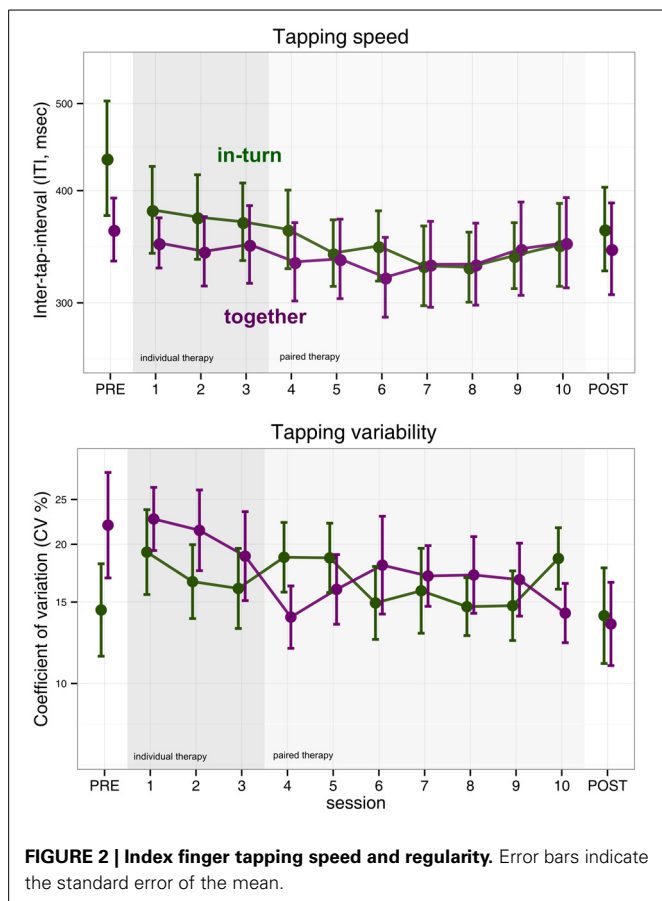 Tapping speed
Inter-tap-interval (ITI, msec)
500
400
300
in-turn
together
individual therapy
paired therapy
PRE 1 2 3 4 5 6 7 8 9 10 POST
Tapping variability
Coefficient of variation (CV %)
25
20
15
10
individual therapy
paired therapy
PRE 1 2 3 4 5 6 7 8 9 10 POST
session
FIGURE 2 | Index finger tapping speed and regularity. Error bars indicate
the standard error of the mean.